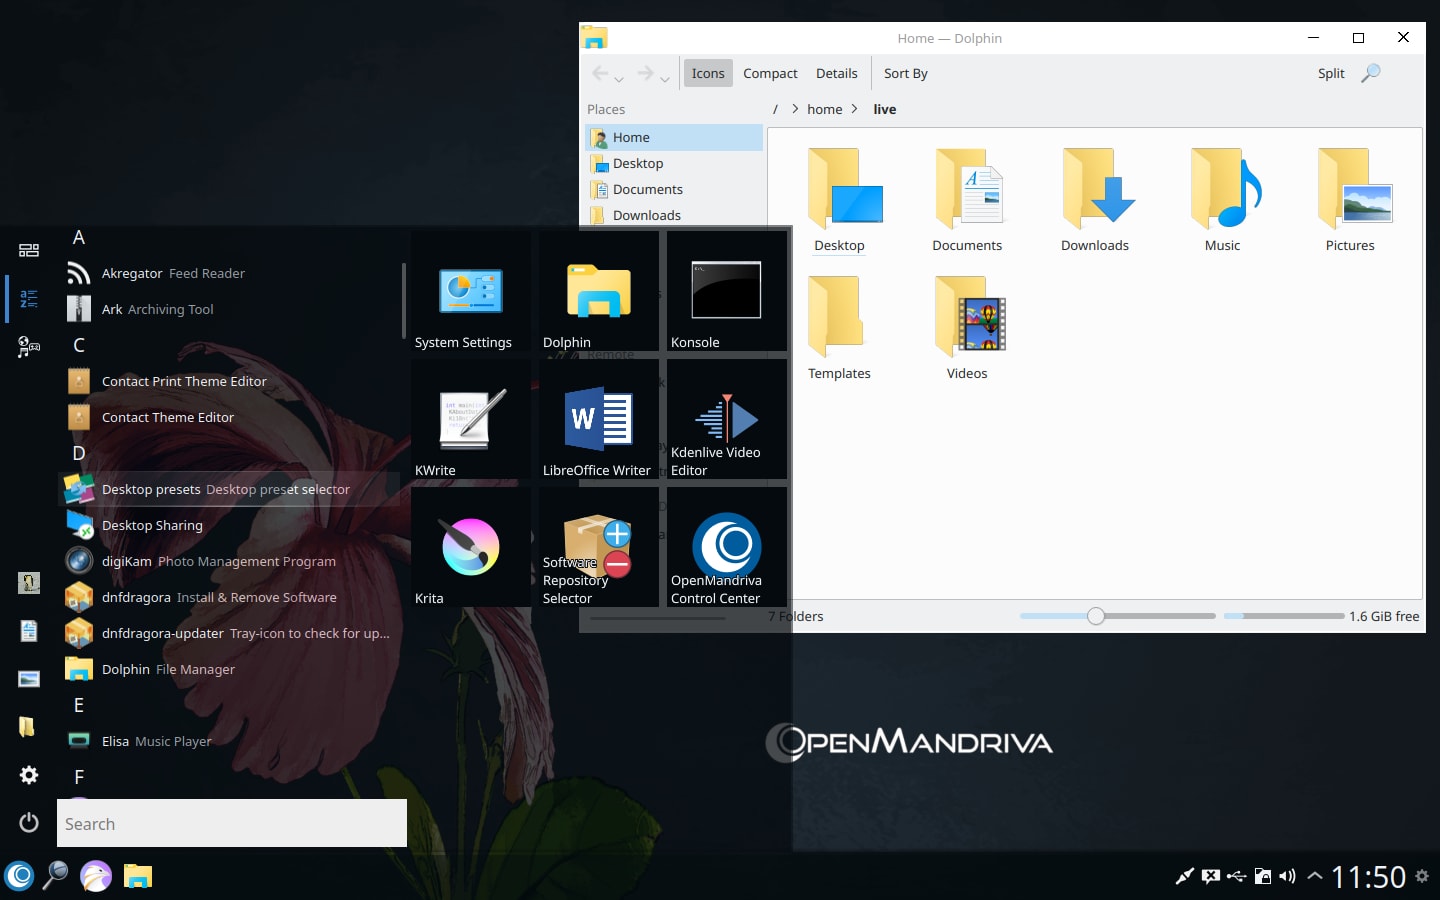 Home — Dolphin
Icons
Compact
Details
Sort By
Split
Places
/ > home > live
Home
Desktop
Documents
Downloads
Desktop
Documents
Downloads
Music
Pictures
Templates
Videos
Remote
7 Folders
1.6 GiB free
A
Akregator Feed Reader
Ark Archiving Tool
C
Contact Print Theme Editor
Contact Theme Editor
D
Desktop presets Desktop preset selector
Desktop Sharing
digiKam Photo Management Program
dnfdragora Install & Remove Software
dnfdragora-updater Tray-icon to check for up...
Dolphin File Manager
E
Elisa Music Player
F
Search
System Settings
Dolphin
Konsole
KWrite
LibreOffice Writer
Kdenlive Video
Editor
Krita
Software
Repository
Selector
OpenMandriva
Control Center
OPENMANDRIVA
11:50